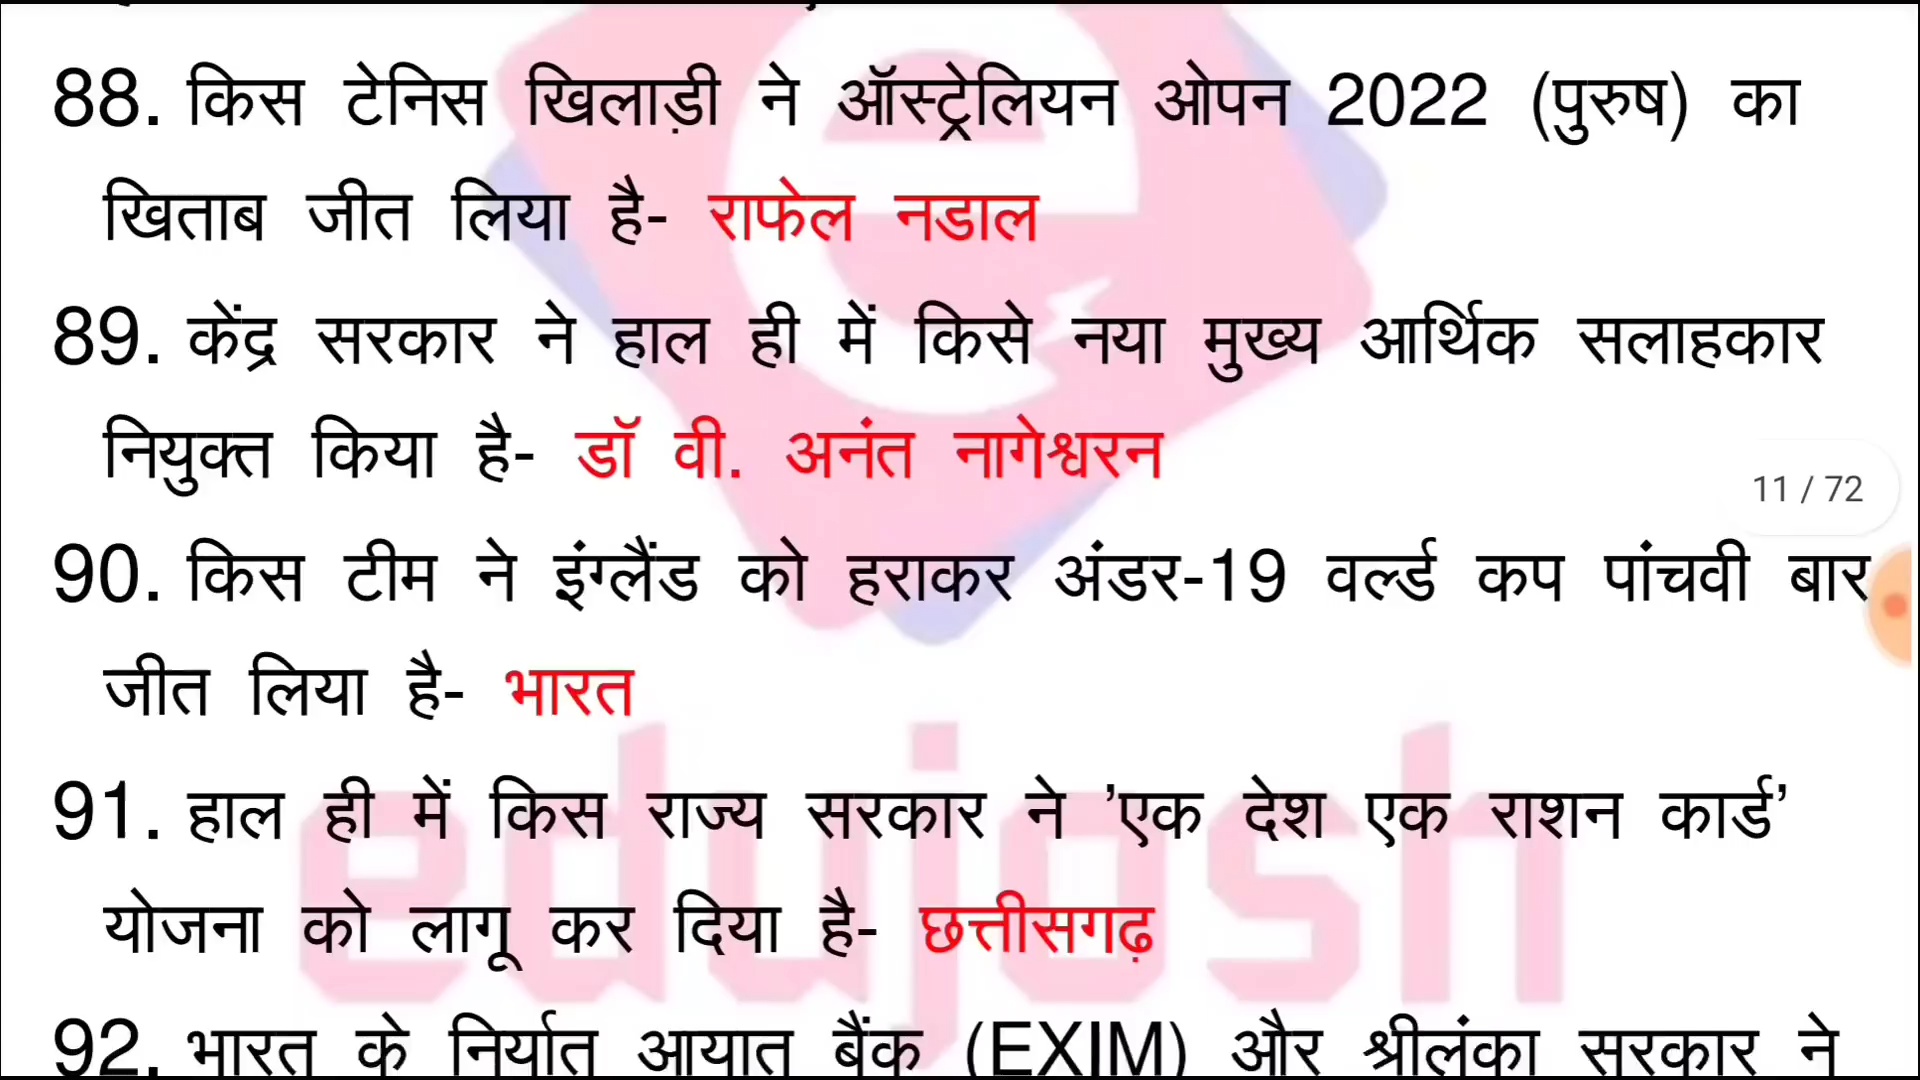 88. किस टेनिस खिलाड़ी ने ऑस्ट्रेलियन ओपन 2022 (पुरुष) का
खिताब जीत लिया है- राफेल नडाल
89. केंद्र सरकार ने हाल ही में किसे नया मुख्य आर्थिक सलाहकार
नियुक्त किया है- डॉ वी. अनंत नागेश्वरन
11 / 72
90. किस टीम ने इंग्लैंड को हराकर अंडर-19 वर्ल्ड कप पांचवी बार
जीत लिया है- भारत
91. हाल ही में किस राज्य सरकार ने 'एक देश एक राशन कार्ड’
योजना को लागू कर दिया है- छत्तीसगढ़
edujosh
92. भारत के निर्यात आयात बैंक (EXIM) और श्रीलंका सरकार ने